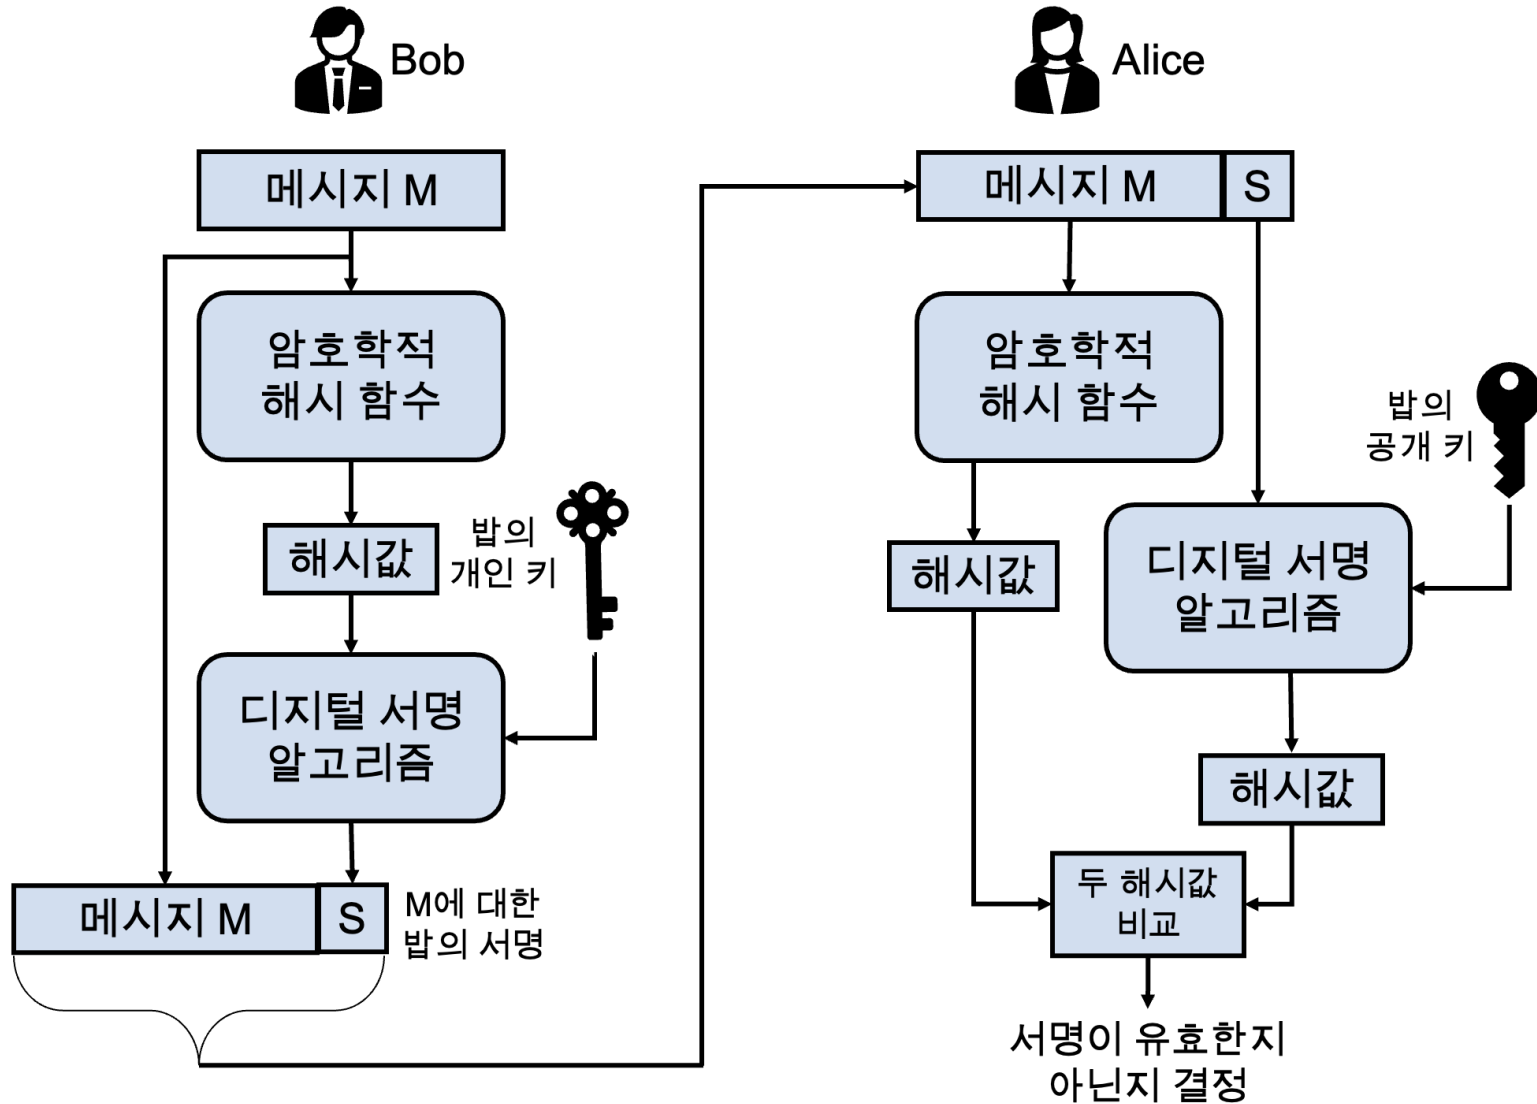 Bob
메시지 M
암호학적
해시 함수
해시값
밥의
개인 키
디지털 서명
알고리즘
메시지 M
S
M에 대한
밥의 서명
Alice
메시지 M
S
암호학적
해시 함수
밥의
공개 키
해시값
디지털 서명
알고리즘
해시값
두 해시값
비교
서명이 유효한지
아닌지 결정